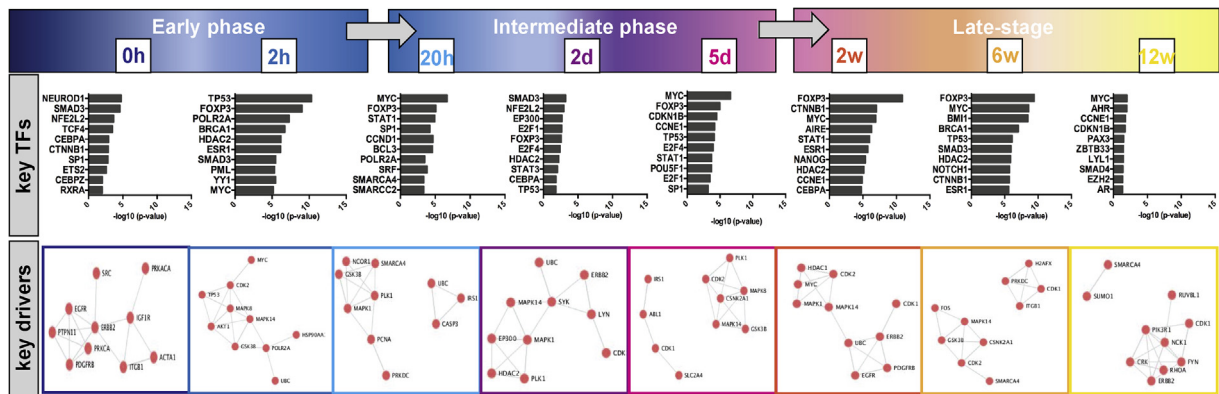 Early phase
Intermediate phase
Late-stage
0h
2h
20h
2d
5d
2w
6w
12w
key TFs
NEUROD1
SMAD3
NFE2L2
TCF4
CEBPA
CTNNB1
SP1
ETS2
CEBPZ
RXRA
0
5
10
15
-log10 (p-value)
TP53
FOXP3
POLR2A
BRCA1
HDAC2
ESR1
SMAD3
PML
YY1
MYC
0
5
10
15
-log10 (p-value)
MYC
FOXP3
STAT1
SP1
CCND1
BCL3
POLR2A
SRF
SMARCA4
SMARCC2
0
5
10
15
-log10 (p-value)
SMAD3
NFE2L2
EP300
E2F1
FOXP3
E2F4
HDAC2
STAT3
CEBPA
TP53
0
5
10
15
-log10 (p-value)
MYC
FOXP3
CDKN1B
CCNE1
TP53
E2F4
STAT1
POU5F1
E2F1
SP1
0
5
10
15
-log10 (p-value)
FOXP3
CTNNB1
MYC
AIRE
STAT1
ESR1
NANOG
HDAC2
CCNE1
CEBPA
0
5
10
15
-log10 (p-value)
FOXP3
MYC
BMI1
BRCA1
TP53
SMAD3
HDAC2
NOTCH1
CTNNB1
ESR1
0
5
10
15
-log10 (p-value)
MYC
AHR
CCNE1
CDKN1B
PAX3
ZBTB33
LYL1
SMAD4
EZH2
AR
0
5
10
15
-log10 (p-value)
key drivers
SRC
PRKACA
EGFR
IGF1R
PTPN11
ERBB2
PRKCA
PDGFRB
ITGB1
ACTA1
MYC
CDK2
TP53
MAPK8
MAPK14
AKT1
HSP90AA
GSK3B
POLR2A
UBC
NCOR1
SMARCA4
GSK3B
PLK1
MAPK1
UBC
IRS1
CASP3
PCNA
PRKDC
UBC
ERBB2
MAPK14
SYK
LYN
EP300
MAPK1
CDK
HDAC2
PLK1
PLK1
IRS1
CDK2
MAPK8
CSNK2A1
ABL1
MAPK14
GSK3B
CDK1
SLC2A4
HDAC1
CDK2
MYC
MAPK1
MAPK14
CDK1
UBC
ERBB2
EGFR
PDGFRB
H2AFX
PRKDC
CDK1
ITGB1
FOS
MAPK14
GSK3B
CSNK2A1
CDK2
SMARCA4
SMARCA4
SUMO1
RUVBL1
PIK3R1
CDK1
NCK1
CRK
FYN
RHOA
ERBB2